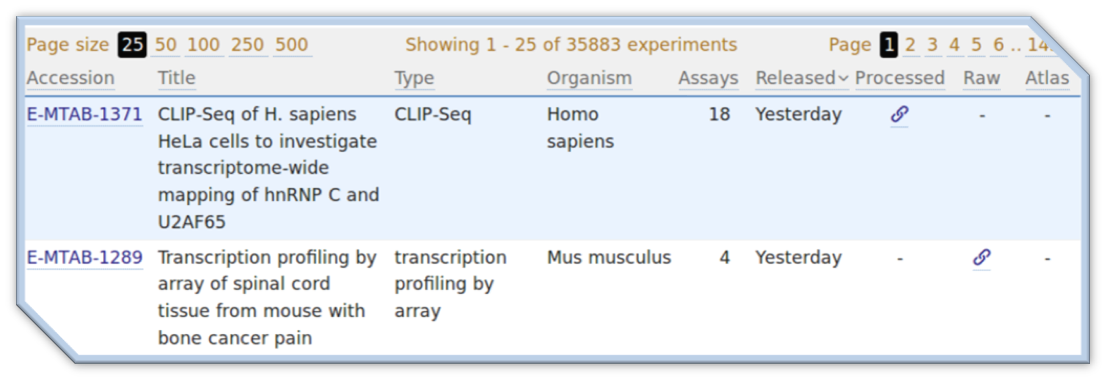 Page size 25 50 100 250 500 Showing 1 - 25 of 35883 experiments Page 1 2 3 4 5 6 ..
Accession Title Type Organism Assays Released Processed Raw Atlas
E-MTAB-1371 CLIP-Seq of H. sapiens CLIP-Seq Homo 18 Yesterday - -
HeLa cells to investigate sapiens
transcriptome-wide
mapping of hnRNP C and
U2AF65
E-MTAB-1289 Transcription profiling by transcription Mus musculus 4 Yesterday - -
array of spinal cord profiling by
tissue from mouse with array
bone cancer pain